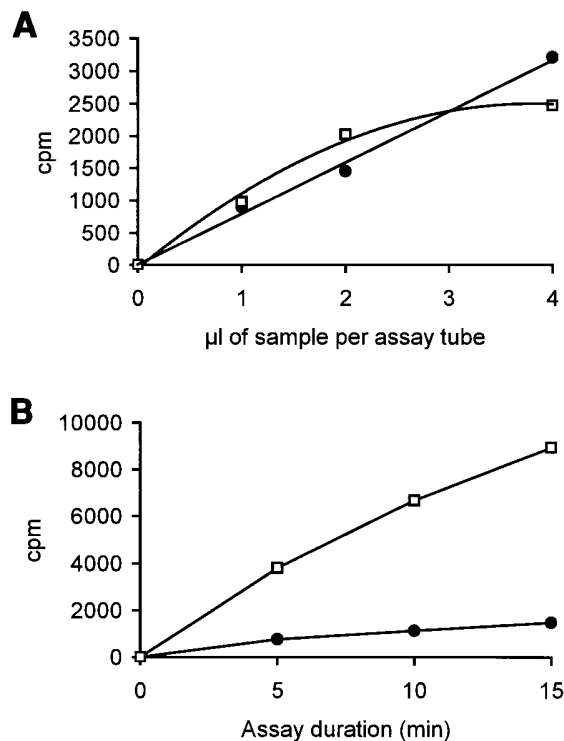 A
3500
3000
2500
2000
1500
1000
500
0
cpm
0 1 2 3 4
µl of sample per assay tube
B
10000
8000
6000
4000
2000
0
cpm
0 5 10 15
Assay duration (min)